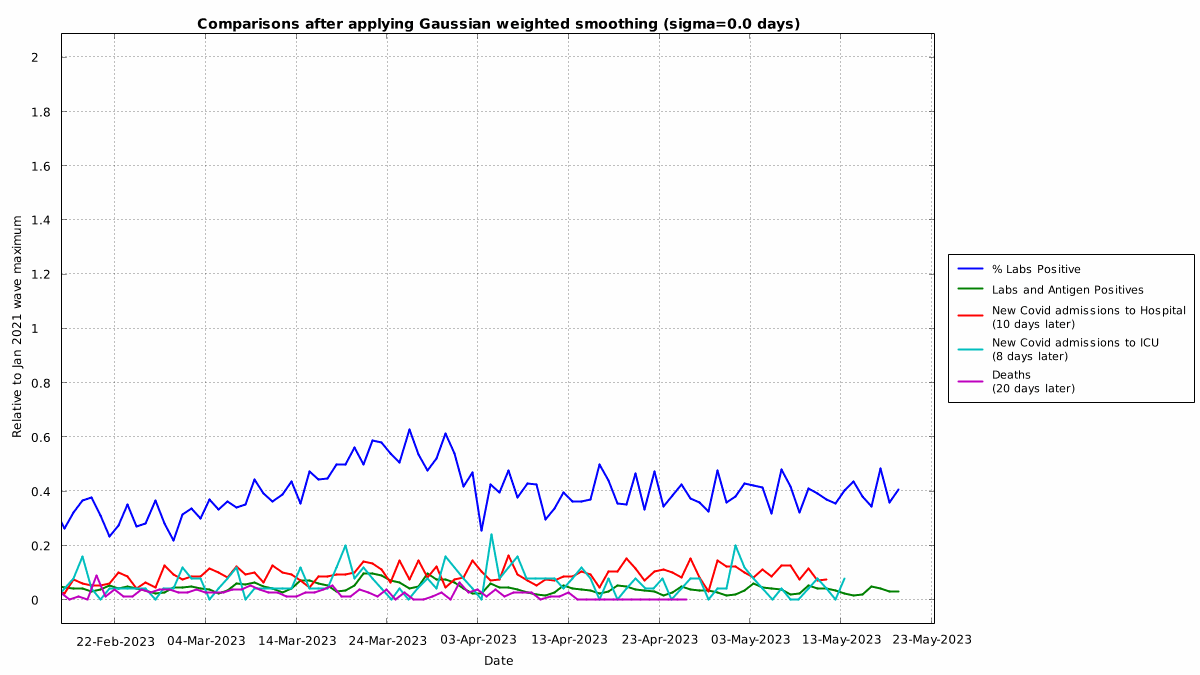 Comparisons after applying Gaussian weighted smoothing (sigma=0.0 days)
Relative to Jan 2021 wave maximum
2
1.8
1.6
1.4
1.2
1
0.8
0.6
0.4
0.2
0
22-Feb-2023 04-Mar-2023 14-Mar-2023 24-Mar-2023 03-Apr-2023 13-Apr-2023 23-Apr-2023 03-May-2023 13-May-2023 23-May-2023
Date
% Labs Positive
Labs and Antigen Positives
New Covid admissions to Hospital
(10 days later)
New Covid admissions to ICU
(8 days later)
Deaths
(20 days later)